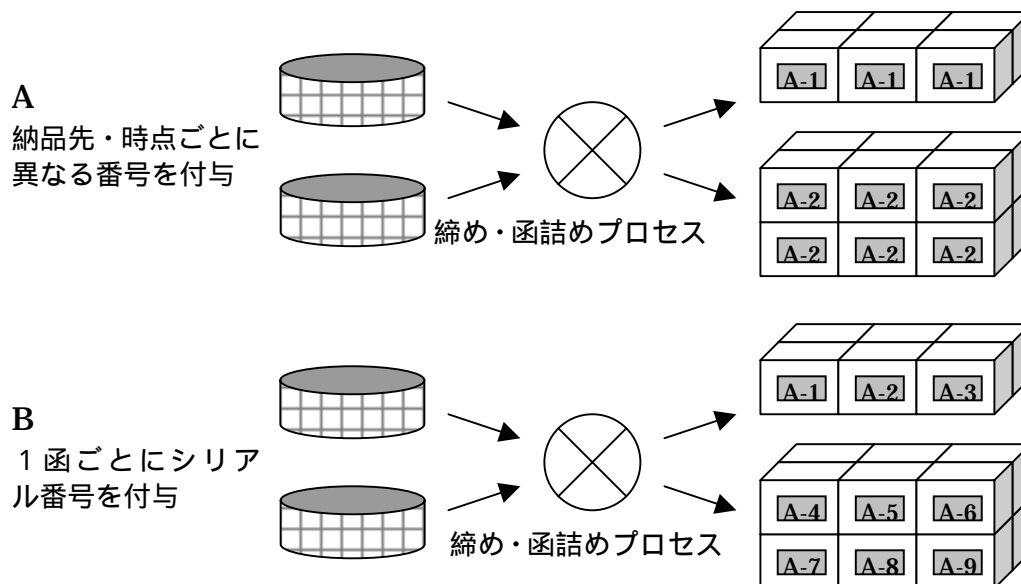 A
納品先・時点ごとに
異なる番号を付与
締め・函詰めプロセス
A-1 A-1 A-1
A-2 A-2 A-2
A-2 A-2 A-2
B
1 函ごとにシリア
ル番号を付与
締め・函詰めプロセス
A-1 A-2 A-3
A-4 A-5 A-6
A-7 A-8 A-9